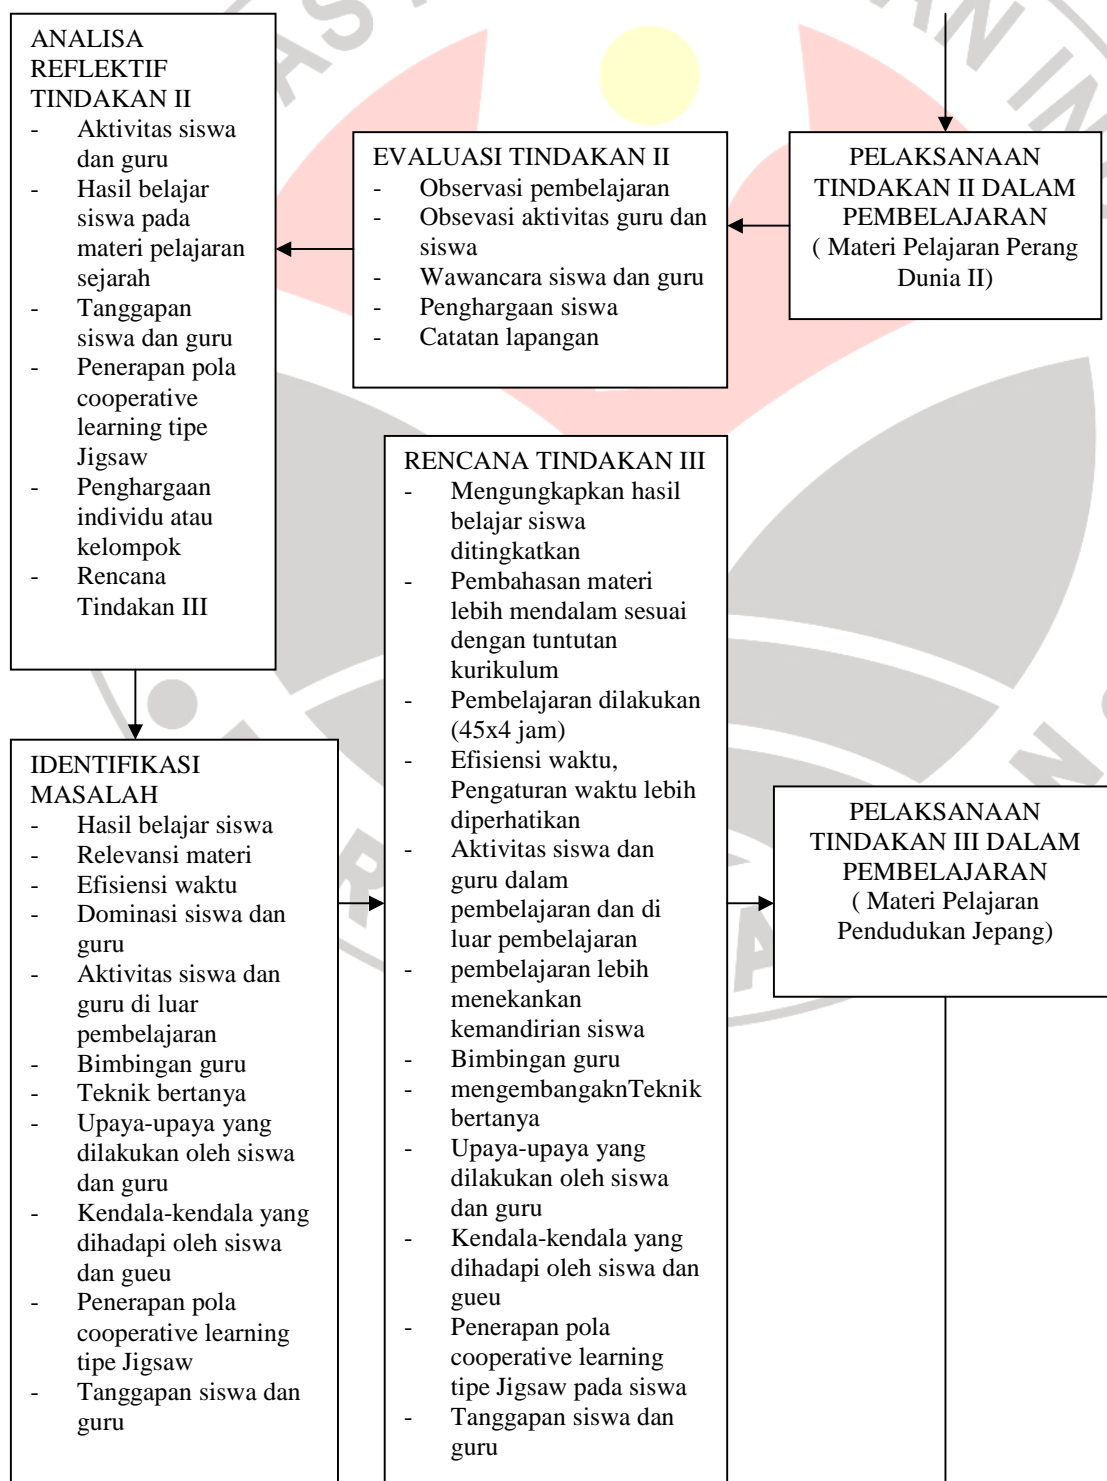 ANALISA
REFLEKTIF
TINDAKAN II
- Aktivitas siswa
dan guru
- Hasil belajar
siswa pada
materi pelajaran
sejarah
- Tanggapan
siswa dan guru
- Penerapan pola
cooperative
learning tipe
Jigsaw
- Penghargaan
individu atau
kelompok
- Rencana
Tindakan III
EVALUASI TINDAKAN II
- Observasi pembelajaran
- Obsevasi aktivitas guru dan
siswa
- Wawancara siswa dan guru
- Penghargaan siswa
- Catatan lapangan
PELAKSANAAN
TINDAKAN II DALAM
PEMBELAJARAN
( Materi Pelajaran Perang
Dunia II)
IDENTIFIKASI
MASALAH
- Hasil belajar siswa
- Relevansi materi
- Efisiensi waktu
- Dominasi siswa dan
guru
- Aktivitas siswa dan
guru di luar
pembelajaran
- Bimbingan guru
- Teknik bertanya
- Upaya-upaya yang
dilakukan oleh siswa
dan guru
- Kendala-kendala yang
dihadapi oleh siswa
dan gueu
- Penerapan pola
cooperative learning
tipe Jigsaw
- Tanggapan siswa dan
guru
RENCANA TINDAKAN III
- Mengungkapkan hasil
belajar siswa
ditingkatkan
- Pembahasan materi
lebih mendalam sesuai
dengan tuntutan
kurikulum
- Pembelajaran dilakukan
(45x4 jam)
- Efisiensi waktu,
Pengaturan waktu lebih
diperhatikan
- Aktivitas siswa dan
guru dalam
pembelajaran dan di
luar pembelajaran
- pembelajaran lebih
menekankan
kemandirian siswa
- Bimbingan guru
- mengembangaknTeknik
bertanya
- Upaya-upaya yang
dilakukan oleh siswa
dan guru
- Kendala-kendala yang
dihadapi oleh siswa dan
gueu
- Penerapan pola
cooperative learning
tipe Jigsaw pada siswa
- Tanggapan siswa dan
guru
PELAKSANAAN
TINDAKAN III DALAM
PEMBELAJARAN
( Materi Pelajaran
Pendudukan Jepang)